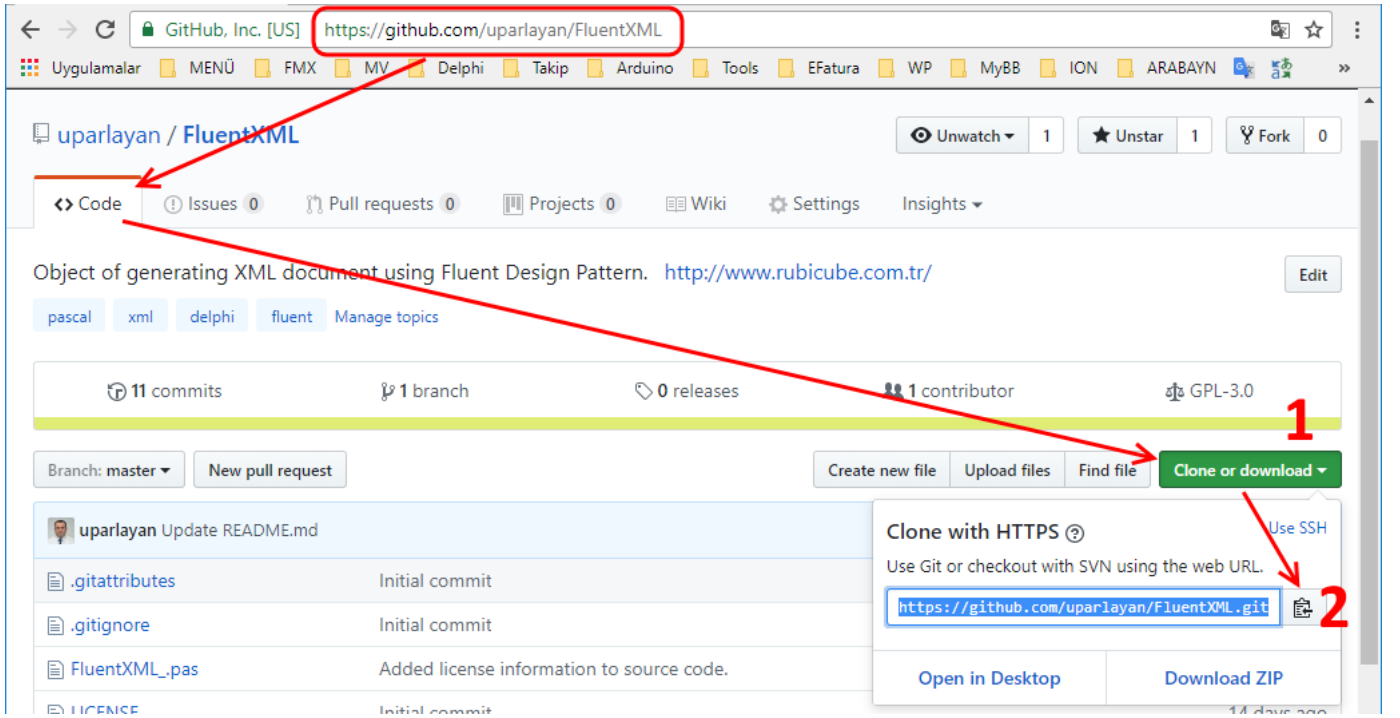 GitHub, Inc. [US] https://github.com/uparlayan/FluentXML
Uygulamalar MENÜ FMX MV Delphi Takip Arduino Tools EFatura WP MyBB ION ARABAYN »
uparlayan / FluentXML Unwatch 1 Unstar 1 Fork 0
Code Issues 0 Pull requests 0 Projects 0 Wiki Settings Insights
Object of generating XML document using Fluent Design Pattern. http://www.rubicube.com.tr/ Edit
pascal xml delphi fluent Manage topics
11 commits 1 branch 0 releases 1 contributor GPL-3.0
1
Branch: master New pull request Create new file Upload files Find file Clone or download
uparlayan Update README.md
Clone with HTTPS Use SSH
Use Git or checkout with SVN using the web URL.
.gitattributes Initial commit
https://github.com/uparlayan/FluentXML.git 2
.gitignore Initial commit
FluentXML_.pas Added license information to source code.
Open in Desktop Download ZIP
LICENSE Initial commit 14 days ago